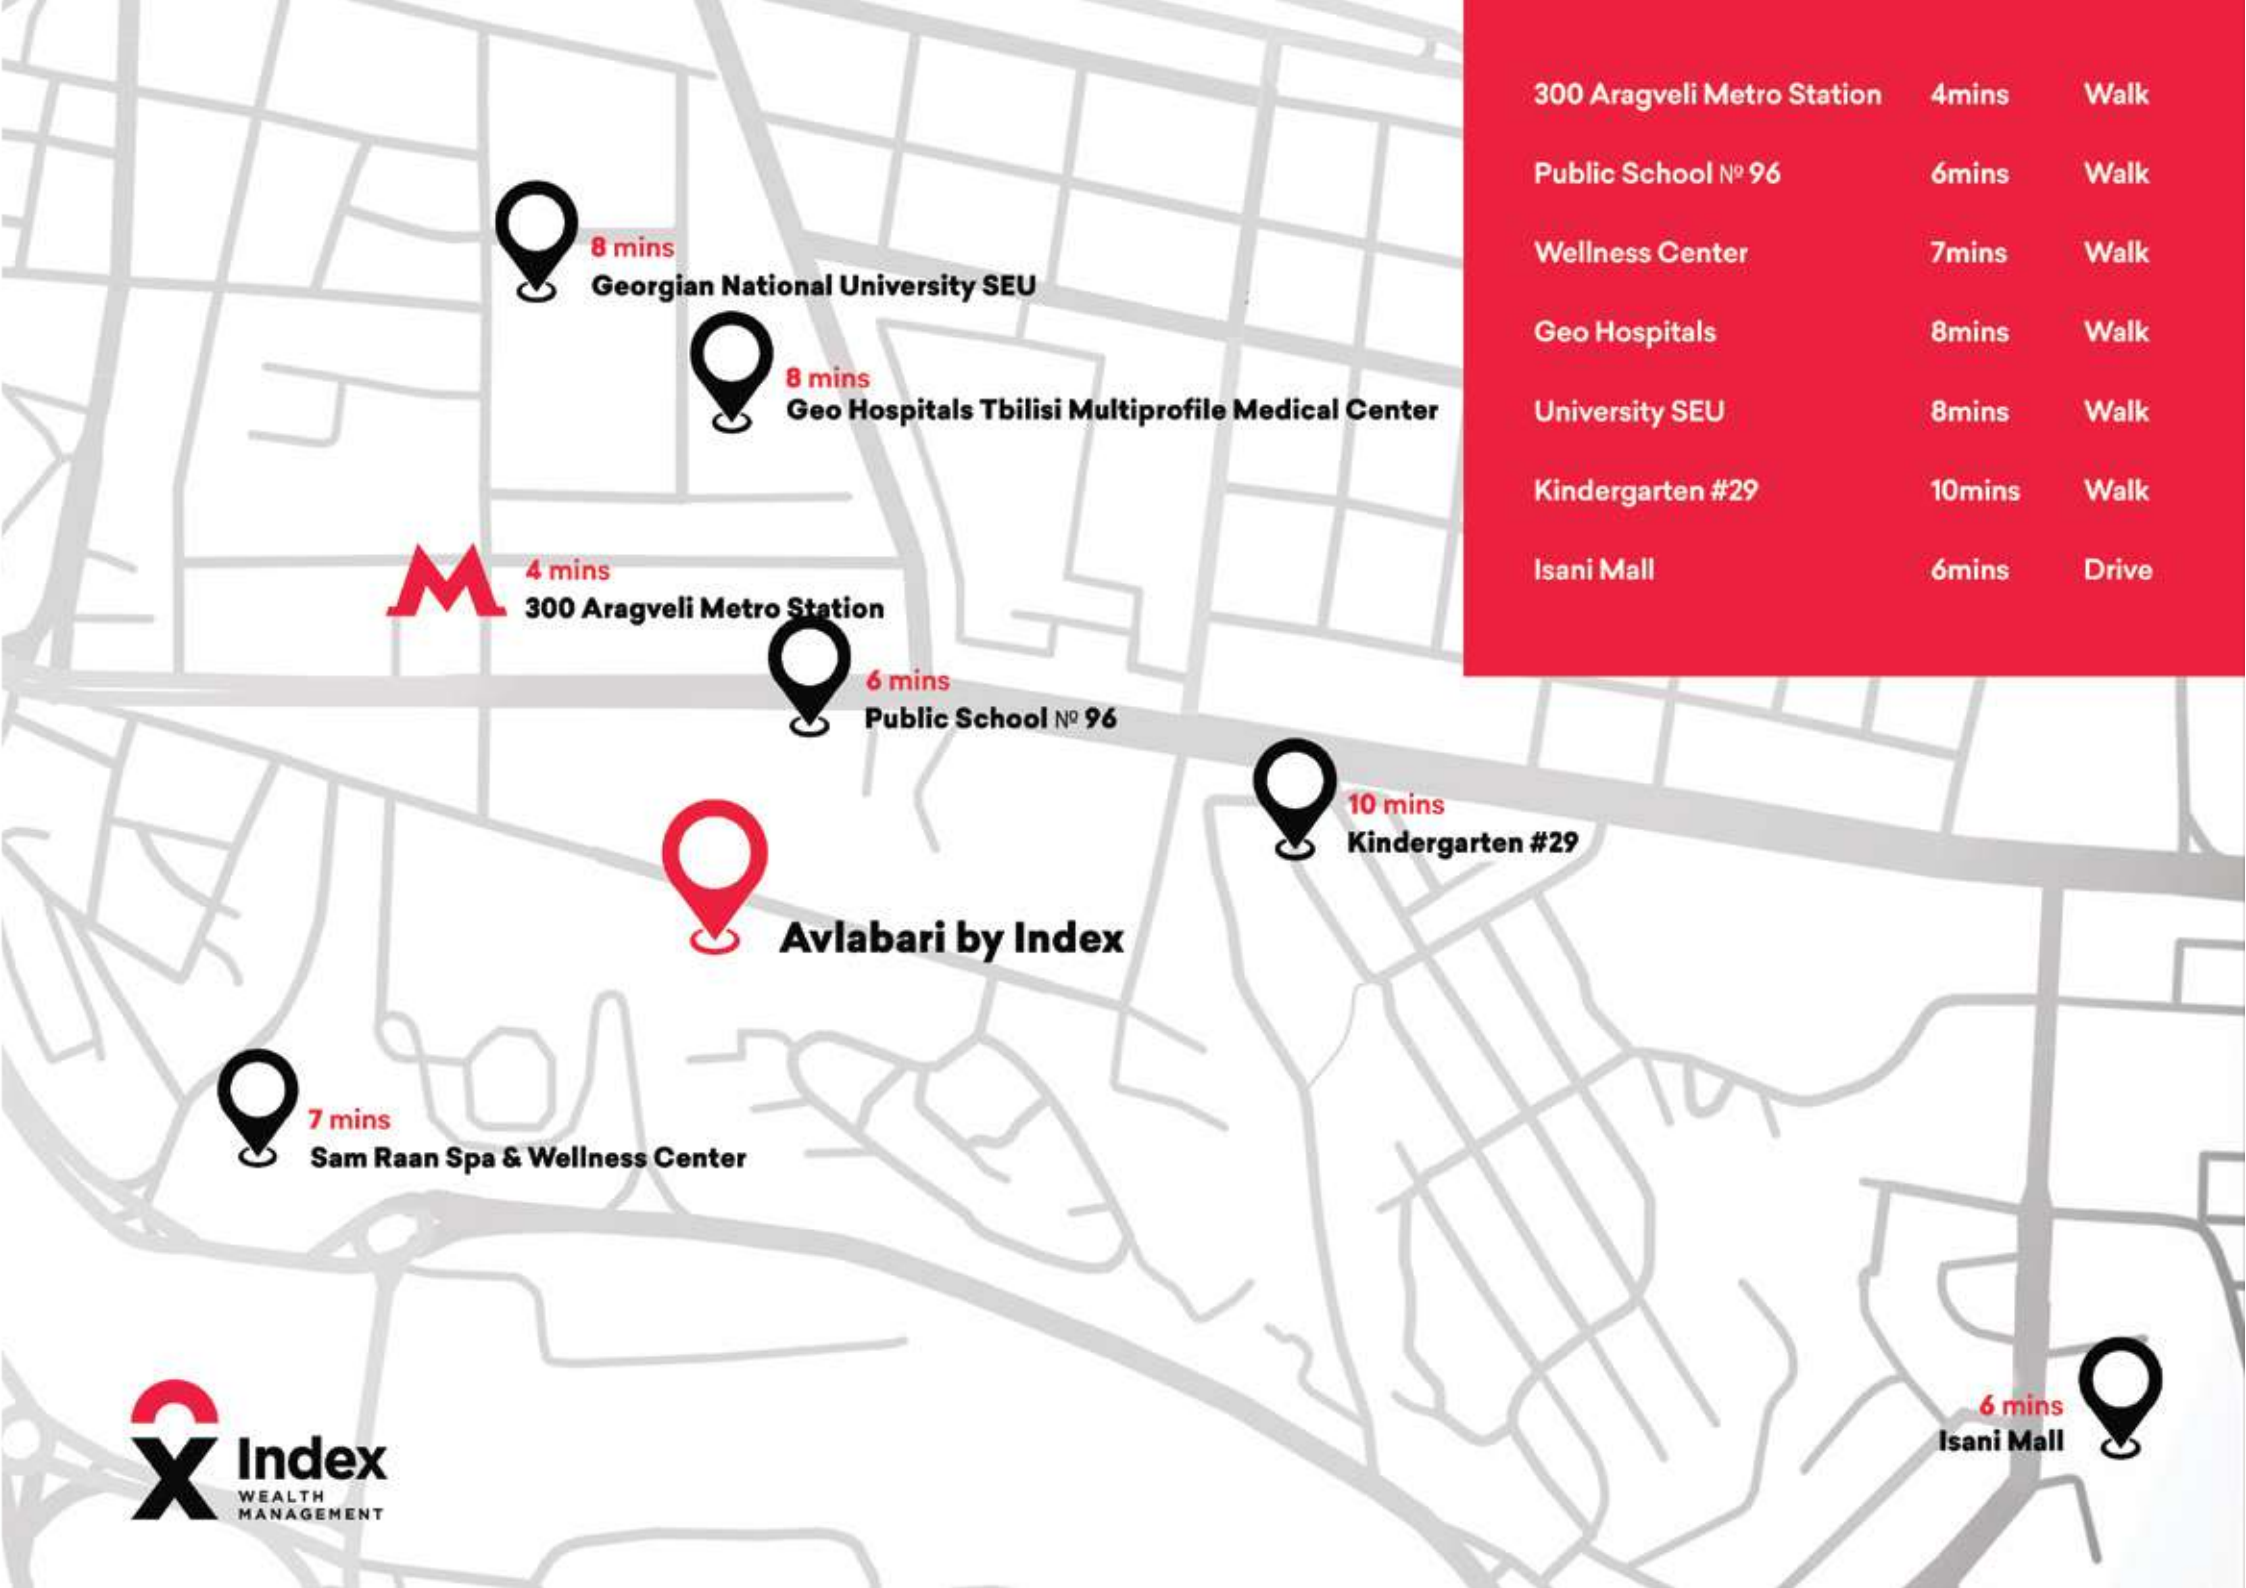 300 Aragveli Metro Station 4mins Walk
Public School № 96 6mins Walk
Wellness Center 7mins Walk
Geo Hospitals 8mins Walk
University SEU 8mins Walk
Kindergarten #29 10mins Walk
Isani Mall 6mins Drive
8 mins
Georgian National University SEU
8 mins
Geo Hospitals Tbilisi Multiprofile Medical Center
M
4 mins
300 Aragveli Metro Station
6 mins
Public School № 96
10 mins
Kindergarten #29
Avlabari by Index
7 mins
Sam Raan Spa & Wellness Center
6 mins
Isani Mall
Index
WEALTH
MANAGEMENT